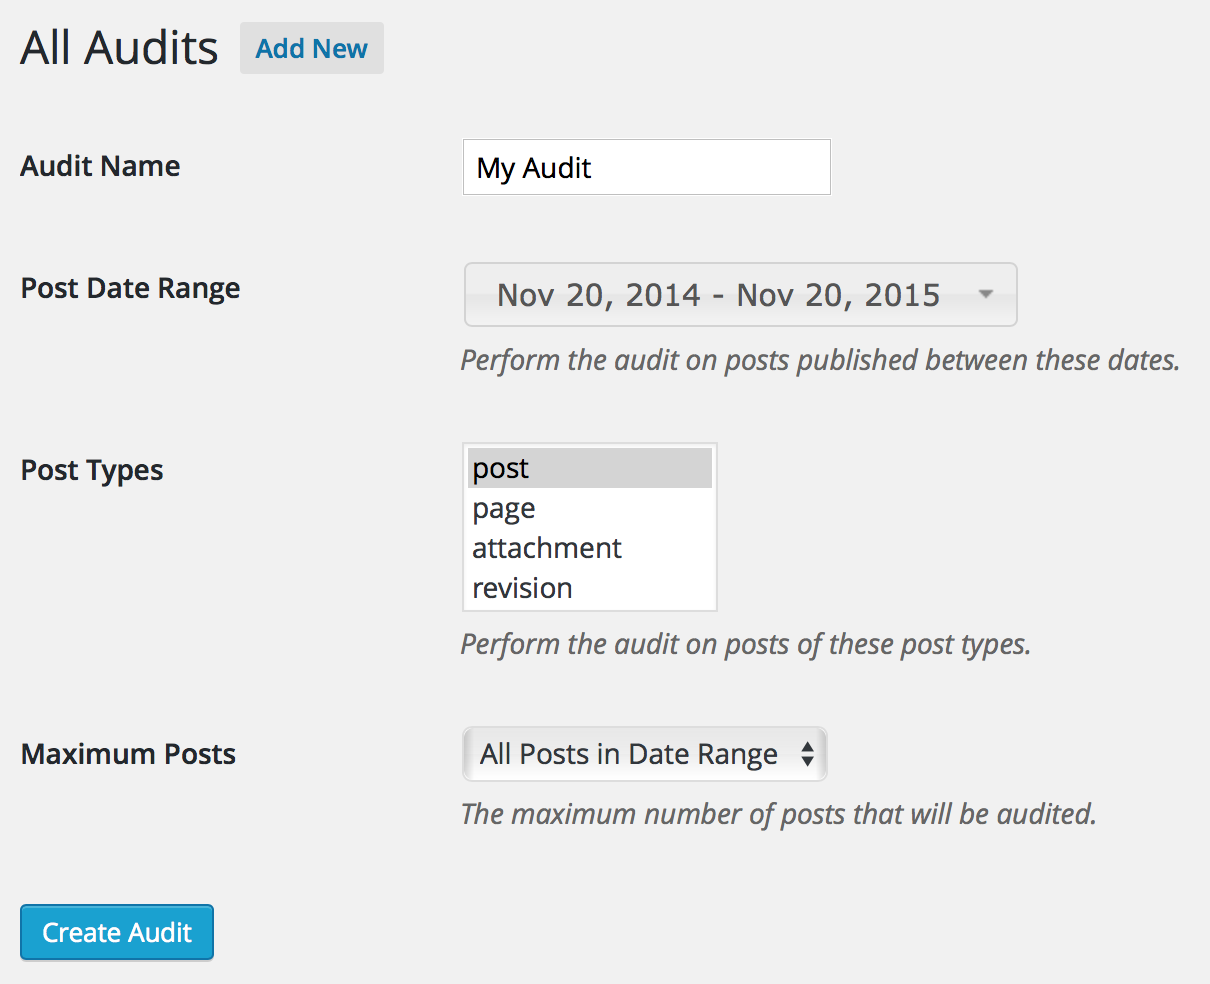 All Audits Add New
Audit Name My Audit
Post Date Range Nov 20, 2014 - Nov 20, 2015
Perform the audit on posts published between these dates.
Post Types post
page
attachment
revision
Perform the audit on posts of these post types.
Maximum Posts All Posts in Date Range
The maximum number of posts that will be audited.
Create Audit